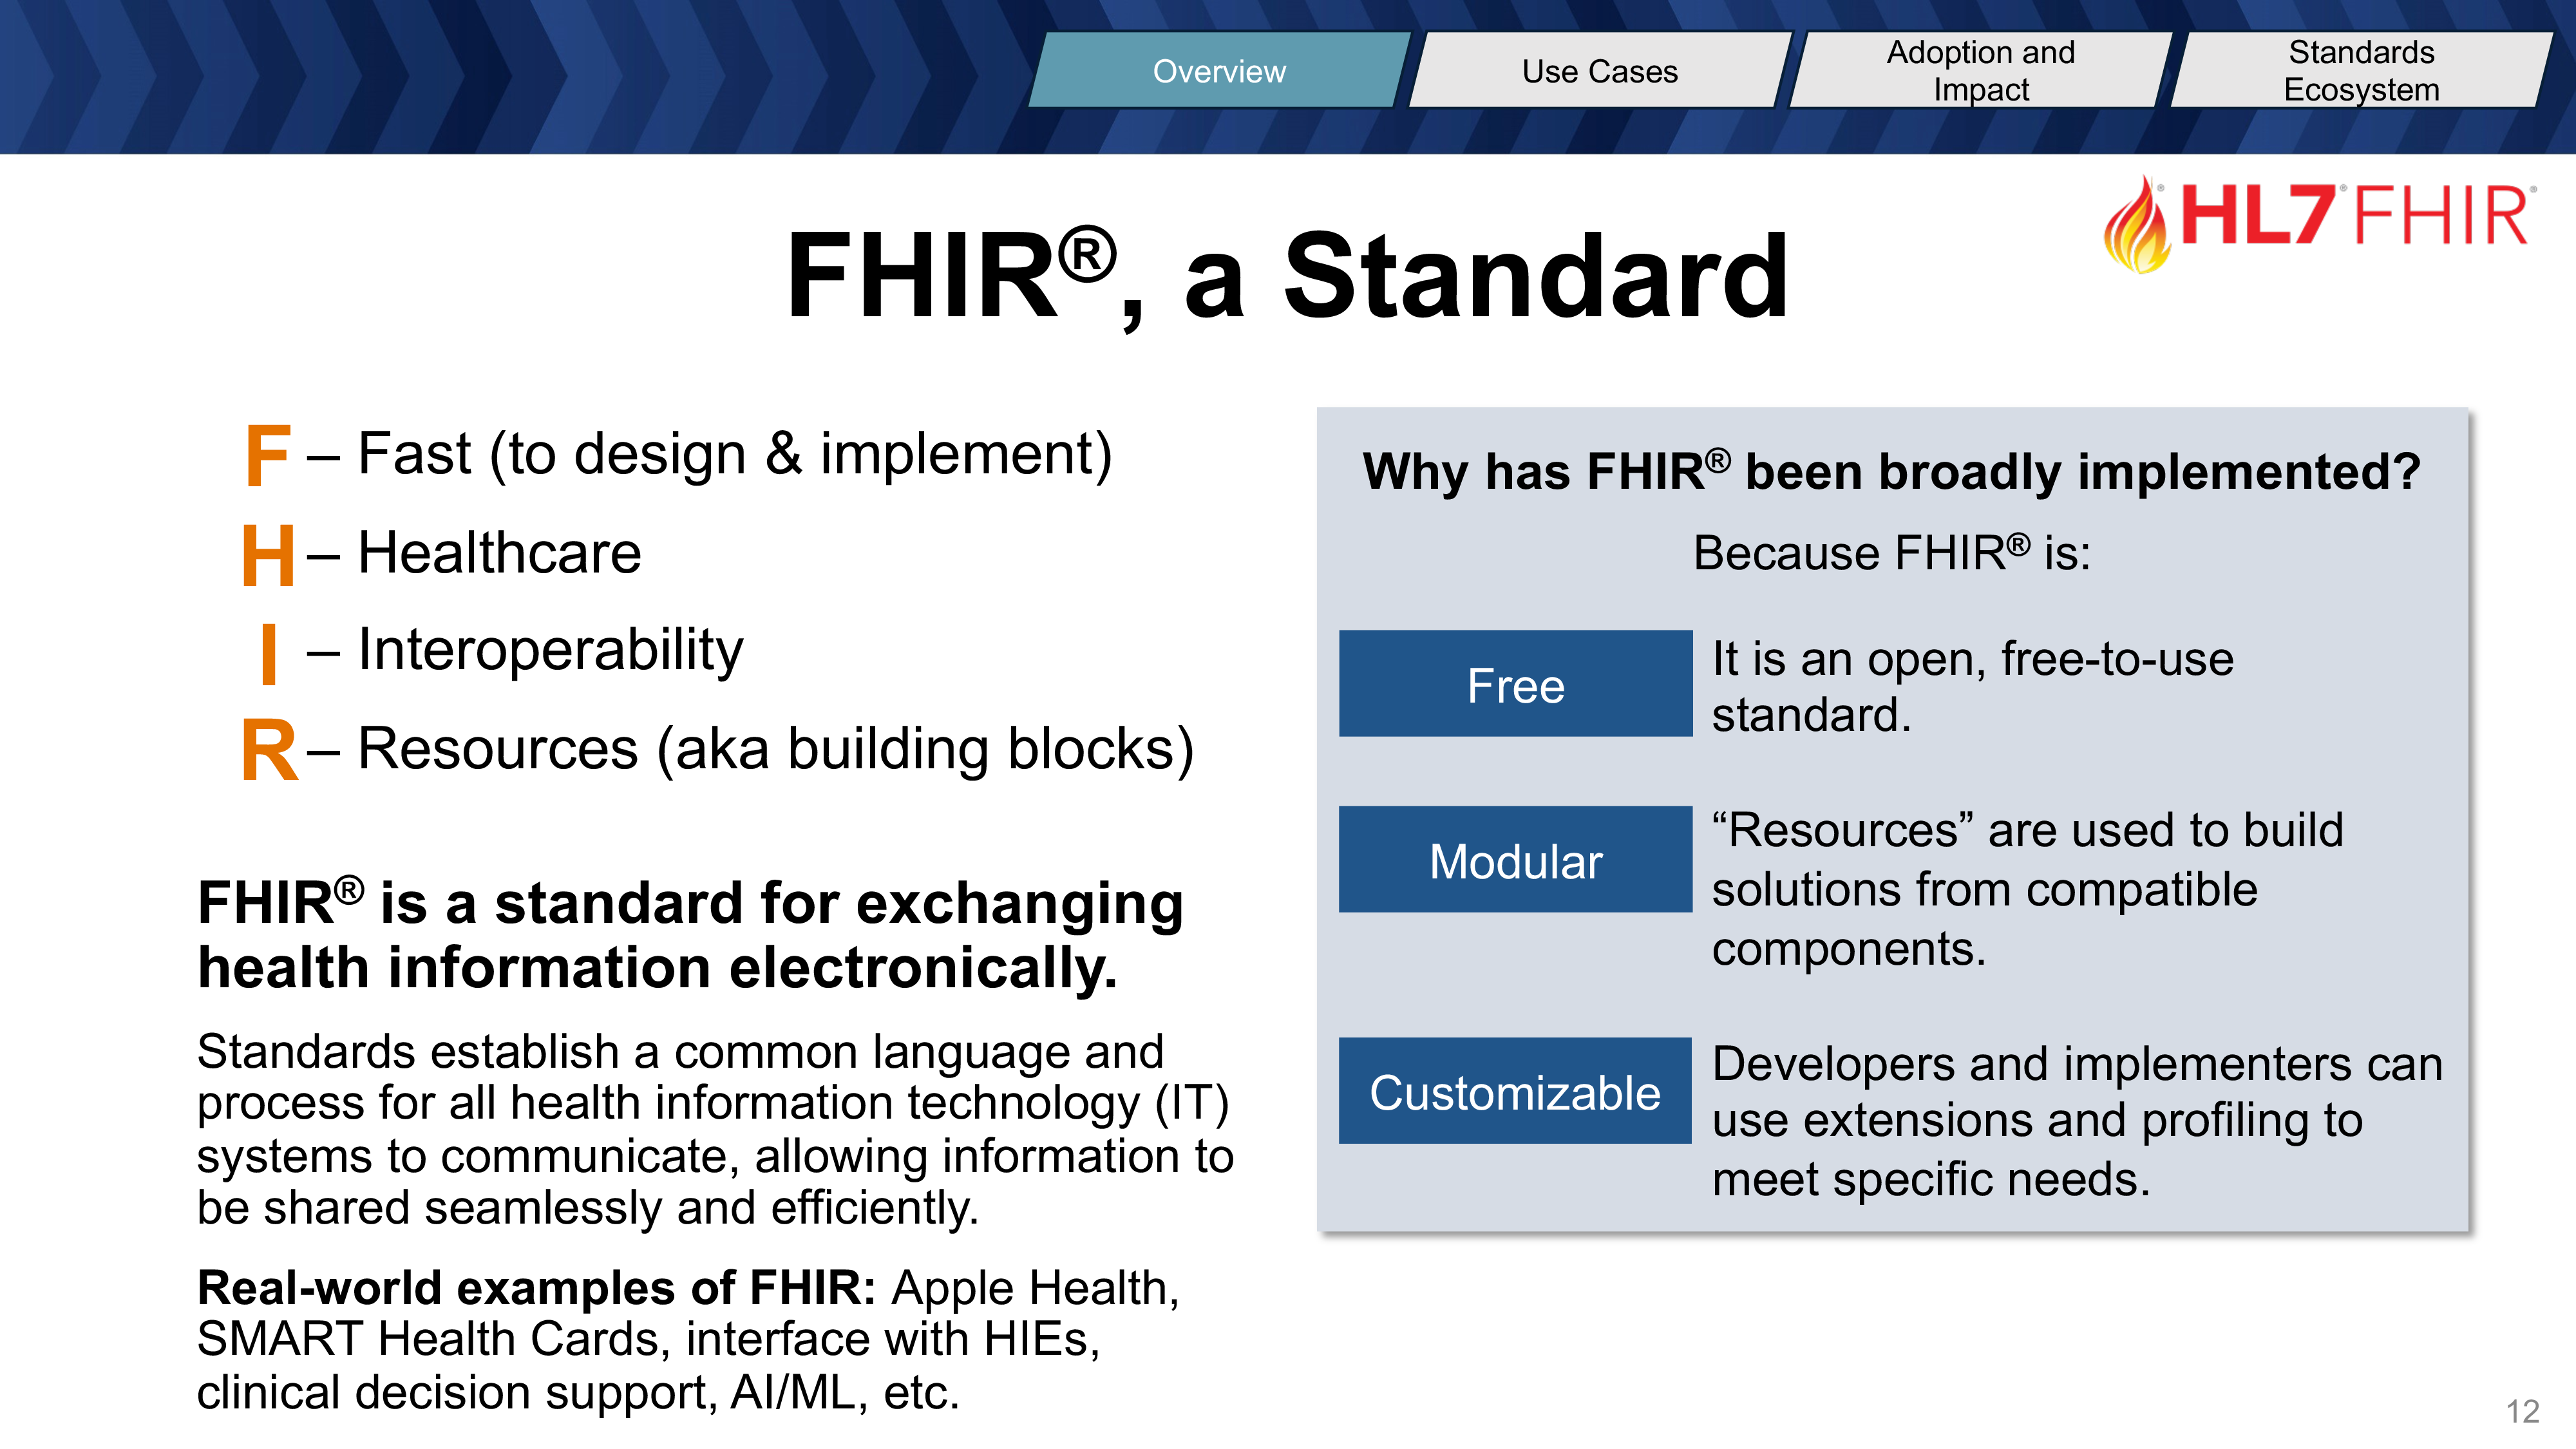 Overview
Use Cases
Adoption and
Impact
Standards
Ecosystem
® HL7® FHIR®
FHIR®, a Standard
F – Fast (to design & implement)
H – Healthcare
I – Interoperability
R – Resources (aka building blocks)
FHIR® is a standard for exchanging
health information electronically.
Standards establish a common language and
process for all health information technology (IT)
systems to communicate, allowing information to
be shared seamlessly and efficiently.
Real-world examples of FHIR: Apple Health,
SMART Health Cards, interface with HIEs,
clinical decision support, AI/ML, etc.
Why has FHIR® been broadly implemented?
Because FHIR® is:
Free
It is an open, free-to-use
standard.
Modular
“Resources” are used to build
solutions from compatible
components.
Customizable
Developers and implementers can
use extensions and profiling to
meet specific needs.
12